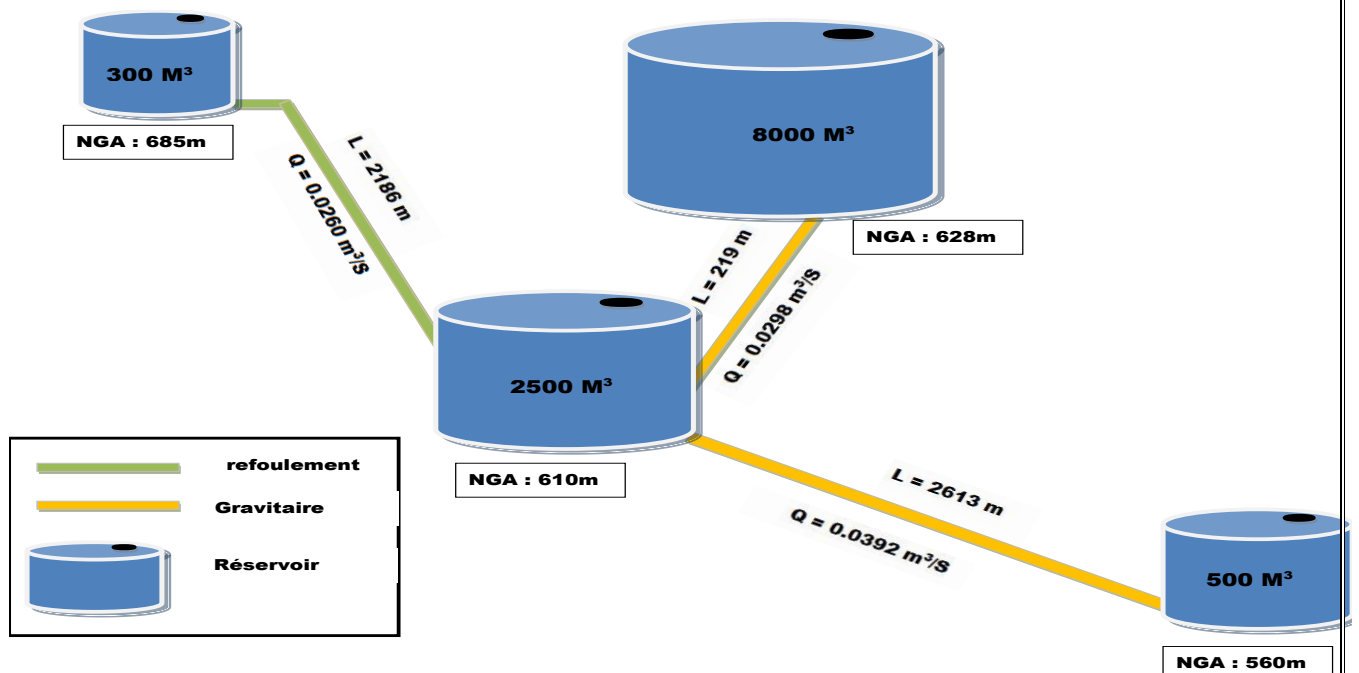 300 M³
NGA : 685m
L = 2186 m
Q = 0.0260 m³/S
8000 M³
NGA : 628m
L = 219 m
Q = 0.0298 m³/S
2500 M³
NGA : 610m
L = 2613 m
Q = 0.0392 m³/S
500 M³
NGA : 560m
refoulement
Gravitaire
Réservoir